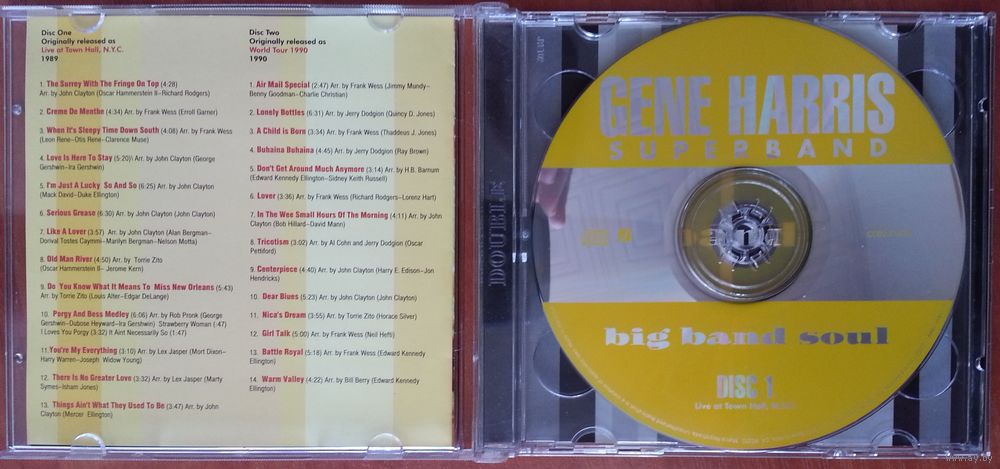 Disc One
Originally released as
Live at Town Hall, N.Y.C.
1989
1. The Surrey With The Fringe On Top (4:28)
Arr. by John Clayton (Oscar Hammerstein II–Richard Rodgers)
2. Creme De Menthe (4:34) Arr. by Frank Wess (Erroll Garner)
3. When It's Sleepy Time Down South (4:08) Arr. by Frank Wess
(Leon Rene–Otis Rene–Clarence Muse)
4. Love Is Here To Stay (5:20) Arr. by John Clayton (George
Gershwin–Ira Gershwin)
5. I'm Just A Lucky So And So (6:25) Arr. by John Clayton
(Mack David–Duke Ellington)
6. Serious Grease (6:30) Arr. by John Clayton (John Clayton)
7. Like A Lover (3:57) Arr. by John Clayton (Alan Bergman–
Dorival Tostes Caymmi–Marilyn Bergman–Nelson Motta)
8. Old Man River (4:50) Arr. by Torrie Zito
(Oscar Hammerstein II– Jerome Kern)
9. Do You Know What It Means To Miss New Orleans (5:43)
Arr. by Torrie Zito (Louis Alter–Edgar DeLange)
10. Porgy And Bess Medley (6:06) Arr. by Rob Pronk (George
Gershwin–Dubose Heyward–Ira Gershwin) Strawberry Woman (:47)
I Loves You Porgy (3:32) It Aint Necessarily So (1:47)
11. You're My Everything (3:10) Arr. by Lex Jasper (Mort Dixon–
Harry Warren–Joseph Widow Young)
12. There Is No Greater Love (3:32) Arr. by Lex Jasper (Marty
Symes–Isham Jones)
13. Things Ain't What They Used To Be (3:47) Arr. by John
Clayton (Mercer Ellington)
Disc Two
Originally released as
World Tour 1990
1990
1. Air Mail Special (2:47) Arr. by Frank Wess (Jimmy Mundy–
Benny Goodman–Charlie Christian)
2. Lonely Bottles (6:31) Arr. by Jerry Dodgion (Quincy D. Jones)
3. A Child is Born (3:34) Arr. by Frank Wess (Thaddeus J. Jones)
4. Buhaina Buhaina (4:45) Arr. by Jerry Dodgion (Ray Brown)
5. Don't Get Around Much Anymore (3:14) Arr. by H.B. Barnum
(Edward Kennedy Ellington–Sidney Keith Russell)
6. Lover (3:36) Arr. by Frank Wess (Richard Rodgers–Lorenz Hart)
7. In The Wee Small Hours Of The Morning (4:11) Arr. by John
Clayton (Bob Hillard–David Mann)
8. Tricotism (3:02) Arr. by Al Cohn and Jerry Dodgion (Oscar
Pettiford)
9. Centerpiece (4:40) Arr. by John Clayton (Harry E. Edison–Jon
Hendricks)
10. Dear Blues (5:23) Arr. by John Clayton (John Clayton)
11. Nica's Dream (3:55) Arr. by Torrie Zito (Horace Silver)
12. Girl Talk (5:00) Arr. by Frank Wess (Neil Hefti)
13. Battle Royal (5:18) Arr. by Frank Wess (Edward Kennedy
Ellington)
14. Warm Valley (4:22) Arr. by Bill Berry (Edward Kennedy
Ellington)
DOUBLE
GENE HARRIS
SUPERBAND
big band soul
DISC 1
Live at Town Hall, N.Y.C.
www.ay.by